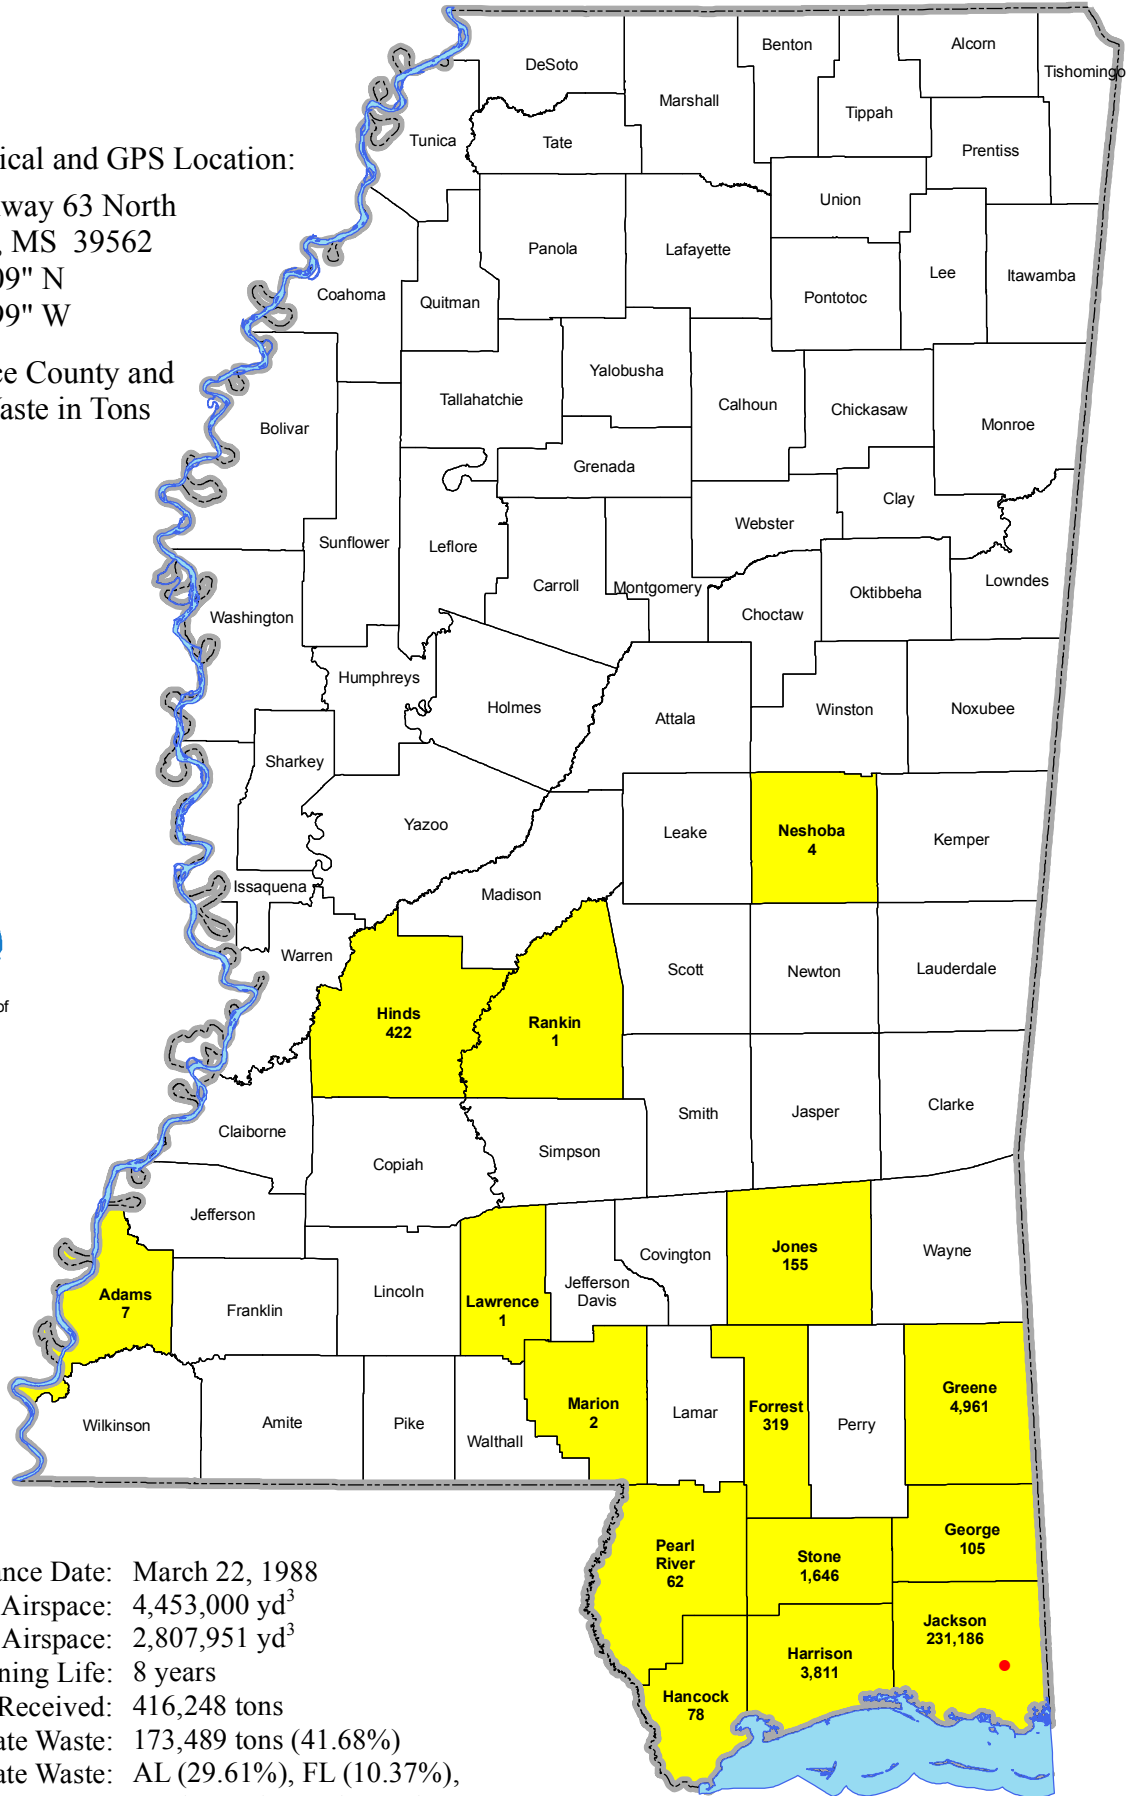 ical and GPS Location:
way 63 North
, MS 39562
09" N
99" W
ce County and
Vaste in Tons
of
DeSoto
Benton
Alcorn
Tishomingo
Marshall
Tippah
Tunica
Tate
Prentiss
Union
Panola
Lafayette
Lee
Itawamba
Coahoma
Quitman
Pontotoc
Yalobusha
Tallahatchie
Calhoun
Chickasaw
Monroe
Bolivar
Grenada
Clay
Webster
Sunflower
Leflore
Carroll
Montgomery
Lowndes
Oktibbeha
Washington
Choctaw
Humphreys
Holmes
Attala
Winston
Noxubee
Sharkey
Yazoo
Leake
Neshoba
4
Kemper
Issaquena
Madison
Warren
Scott
Newton
Lauderdale
Hinds
422
Rankin
1
Smith
Jasper
Clarke
Claiborne
Copiah
Simpson
Jefferson
Covington
Jones
155
Wayne
Adams
7
Franklin
Lincoln
Lawrence
1
Jefferson
Davis
Greene
4,961
Wilkinson
Amite
Pike
Walthall
Marion
2
Lamar
Forrest
319
Perry
Pearl
River
62
Stone
1,646
George
105
Jackson
231,186
Harrison
3,811
Hancock
78
ance Date: March 22, 1988
Airspace: 4,453,000 yd³
Airspace: 2,807,951 yd³
ning Life: 8 years
Received: 416,248 tons
ate Waste: 173,489 tons (41.68%)
ate Waste: AL (29.61%), FL (10.37%),